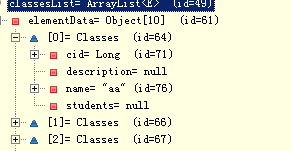 classesList= ArrayList<E> (id=49)
elementData= Object[10] (id=61)
[0]= Classes (id=64)
cid= Long (id=71)
description= null
name= "aa" (id=76)
students= null
[1]= Classes (id=66)
[2]= Classes (id=67)